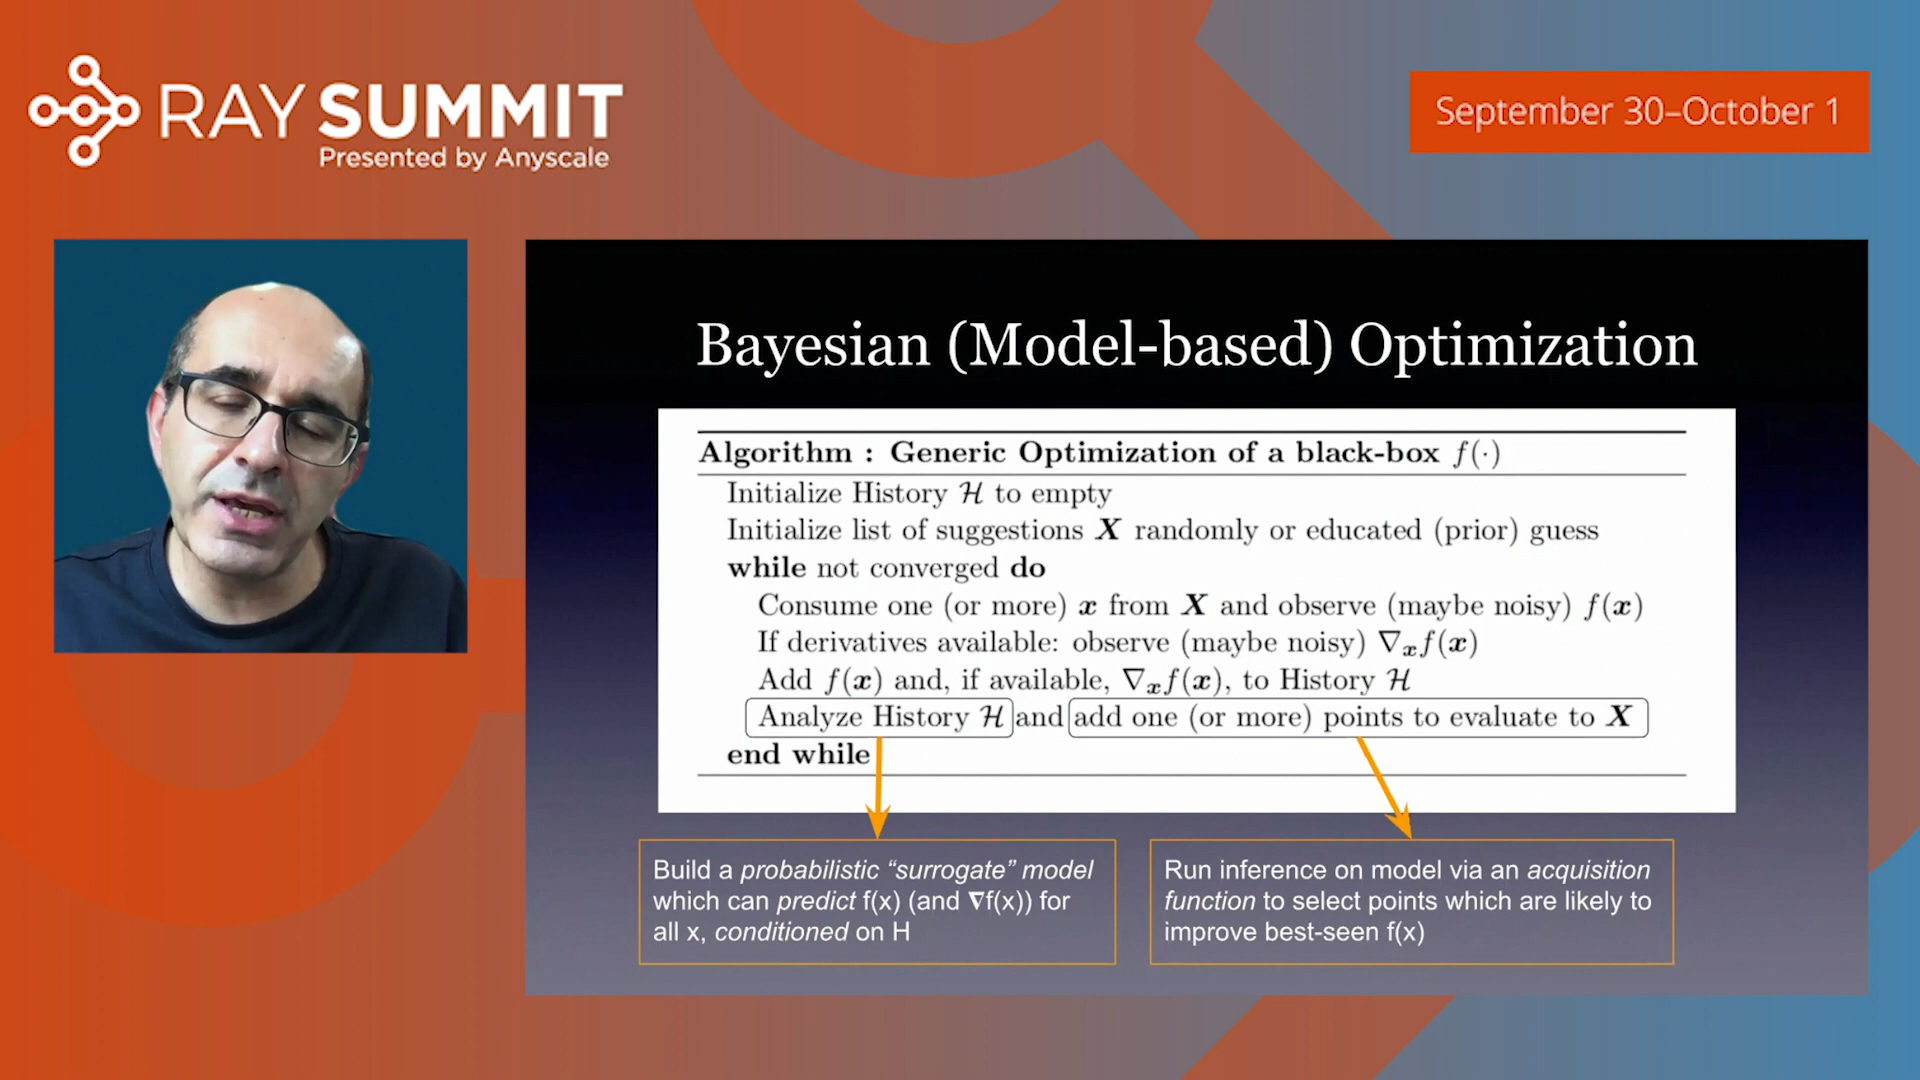 RAY SUMMIT
Presented by Anyscale
September 30–October 1
Bayesian (Model-based) Optimization
Algorithm : Generic Optimization of a black-box f(·)
Initialize History ℋ to empty
Initialize list of suggestions X randomly or educated (prior) guess
while not converged do
Consume one (or more) x from X and observe (maybe noisy) f(x)
If derivatives available: observe (maybe noisy) ∇ₓf(x)
Add f(x) and, if available, ∇ₓf(x), to History ℋ
Analyze History ℋ and add one (or more) points to evaluate to X
end while
Build a probabilistic “surrogate” model
which can predict f(x) (and ∇f(x)) for
all x, conditioned on H
Run inference on model via an acquisition
function to select points which are likely to
improve best-seen f(x)